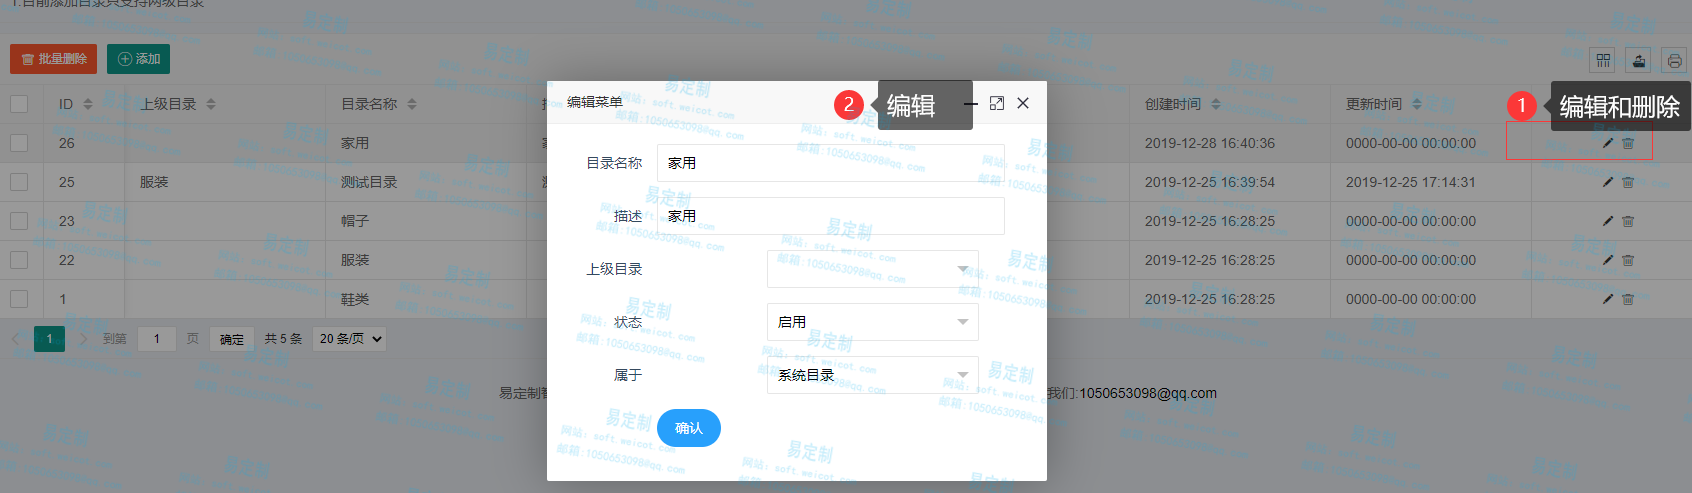 1.目前添加目录只支持两级目录
批量删除 添加
ID 上级目录 目录名称 创建时间 更新时间
26 家用 2019-12-28 16:40:36 0000-00-00 00:00:00
25 服装 测试目录 2019-12-25 16:39:54 2019-12-25 17:14:31
23 帽子 2019-12-25 16:28:25 0000-00-00 00:00:00
22 服装 2019-12-25 16:28:25 0000-00-00 00:00:00
1 鞋类 2019-12-25 16:28:25 0000-00-00 00:00:00
1 到第 1 页 确定 共 5 条 20 条/页
编辑菜单
2 编辑
1 编辑和删除
目录名称 家用
描述 家用
上级目录
状态 启用
属于 系统目录
确认
易定制
我们:1050653098@qq.com
易定制
网站: soft.weicot.com
邮箱:1050653098@qq.com